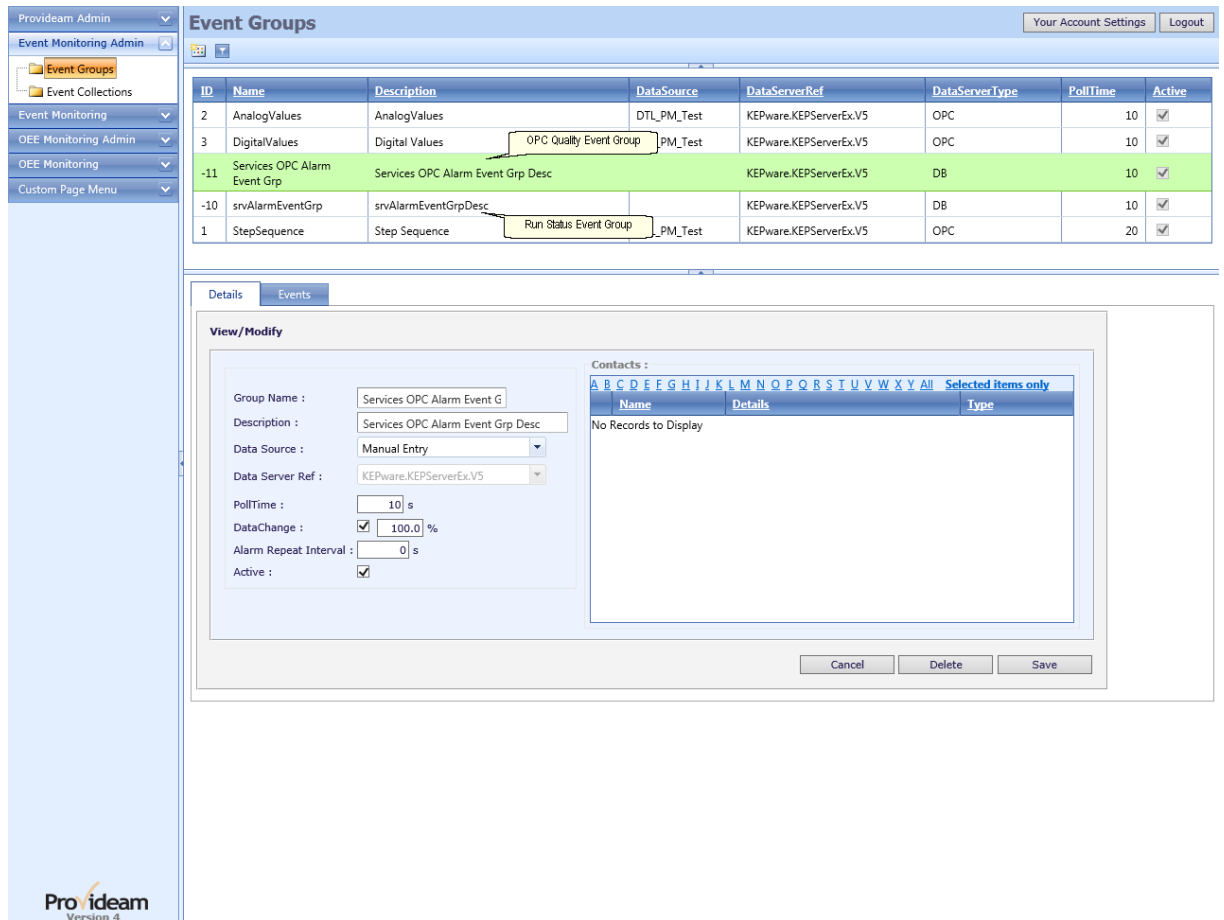 Provideam Admin
Event Monitoring Admin
Event Groups
Event Collections
Event Monitoring
OEE Monitoring Admin
OEE Monitoring
Custom Page Menu
Event Groups
Your Account Settings Logout
ID Name Description DataSource DataServerRef DataServerType PollTime Active
2 AnalogValues AnalogValues DTL_PM_Test KEPware.KEPServerEx.V5 OPC 10
3 DigitalValues Digital Values _PM_Test KEPware.KEPServerEx.V5 OPC 10
OPC Quality Event Group
-11 Services OPC Alarm Event Grp Services OPC Alarm Event Grp Desc KEPware.KEPServerEx.V5 DB 10
-10 srvAlarmEventGrp srvAlarmEventGrpDesc KEPware.KEPServerEx.V5 DB 10
Run Status Event Group
1 StepSequence Step Sequence _PM_Test KEPware.KEPServerEx.V5 OPC 20
Details Events
View/Modify
Group Name : Services OPC Alarm Event G
Description : Services OPC Alarm Event Grp Desc
Data Source : Manual Entry
Data Server Ref : KEPware.KEPServerEx.V5
PollTime : 10 s
DataChange : 100.0 %
Alarm Repeat Interval : 0 s
Active :
Contacts :
A B C D E F G H I J K L M N O P Q R S T U V W X Y All Selected items only
Name Details Type
No Records to Display
Cancel Delete Save
Provideam
Version 4